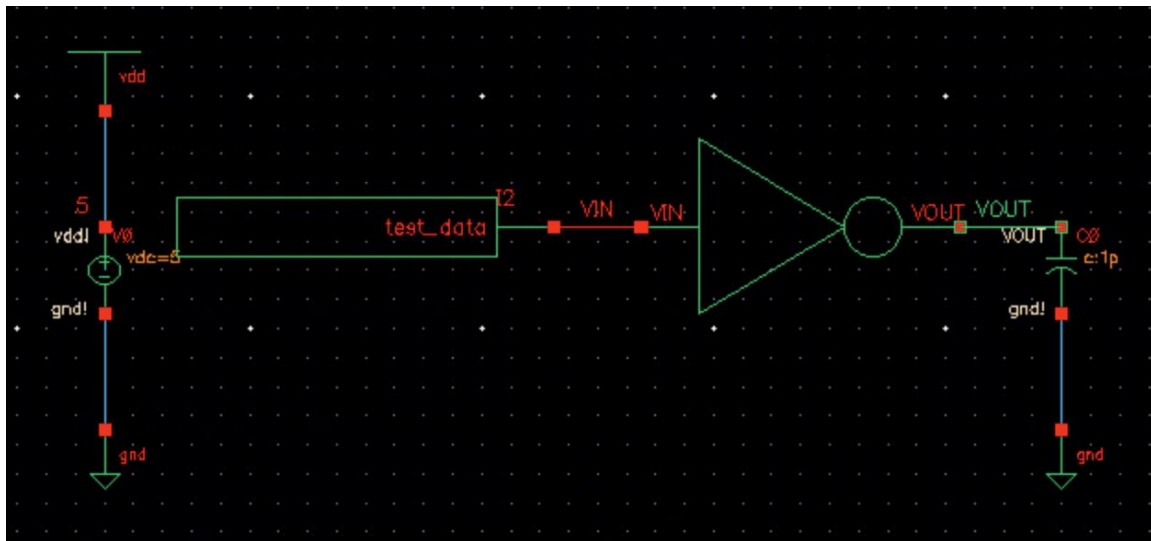 vdd
I2
.5
VIN
VIN
VOUT
VOUT
test_data
vdd!
V0
VOUT
C0
vdc=5
c:1p
gnd!
gnd!
gnd
gnd